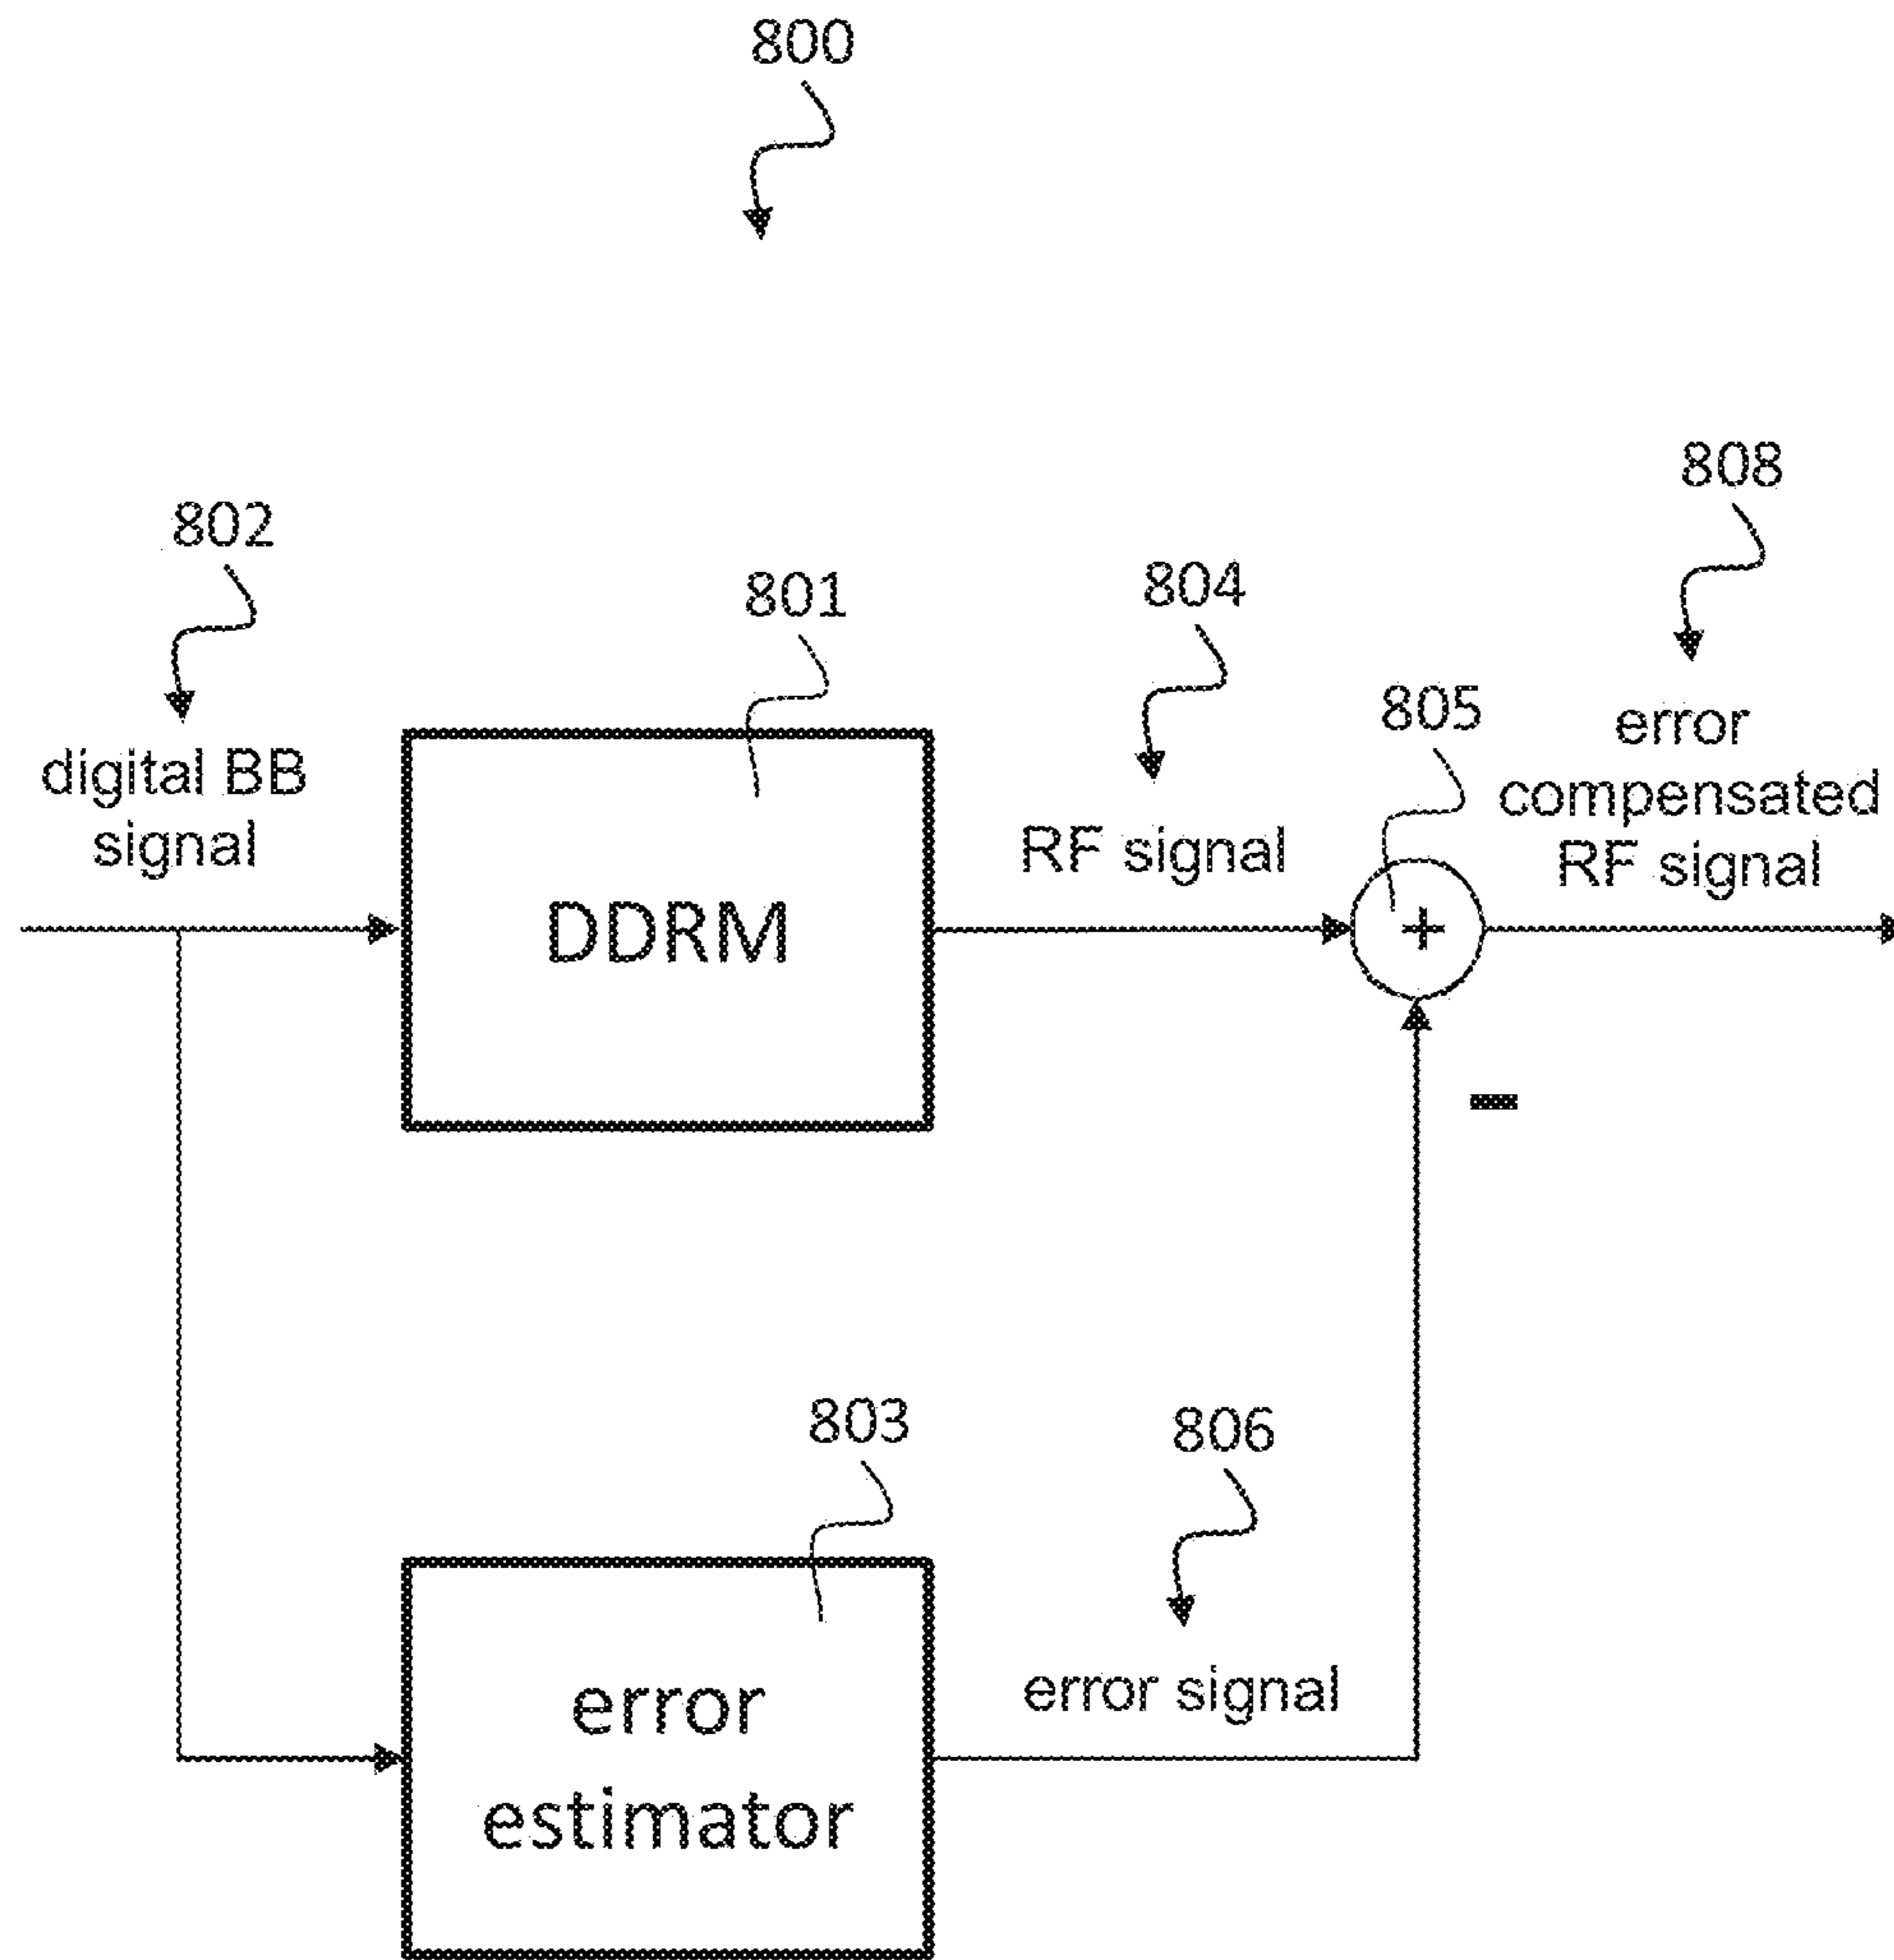 800
808
802
801
804
805
error
compensated
RF signal
digital BB
signal
RF signal
DDRM
+
-
803
806
error signal
error
estimator